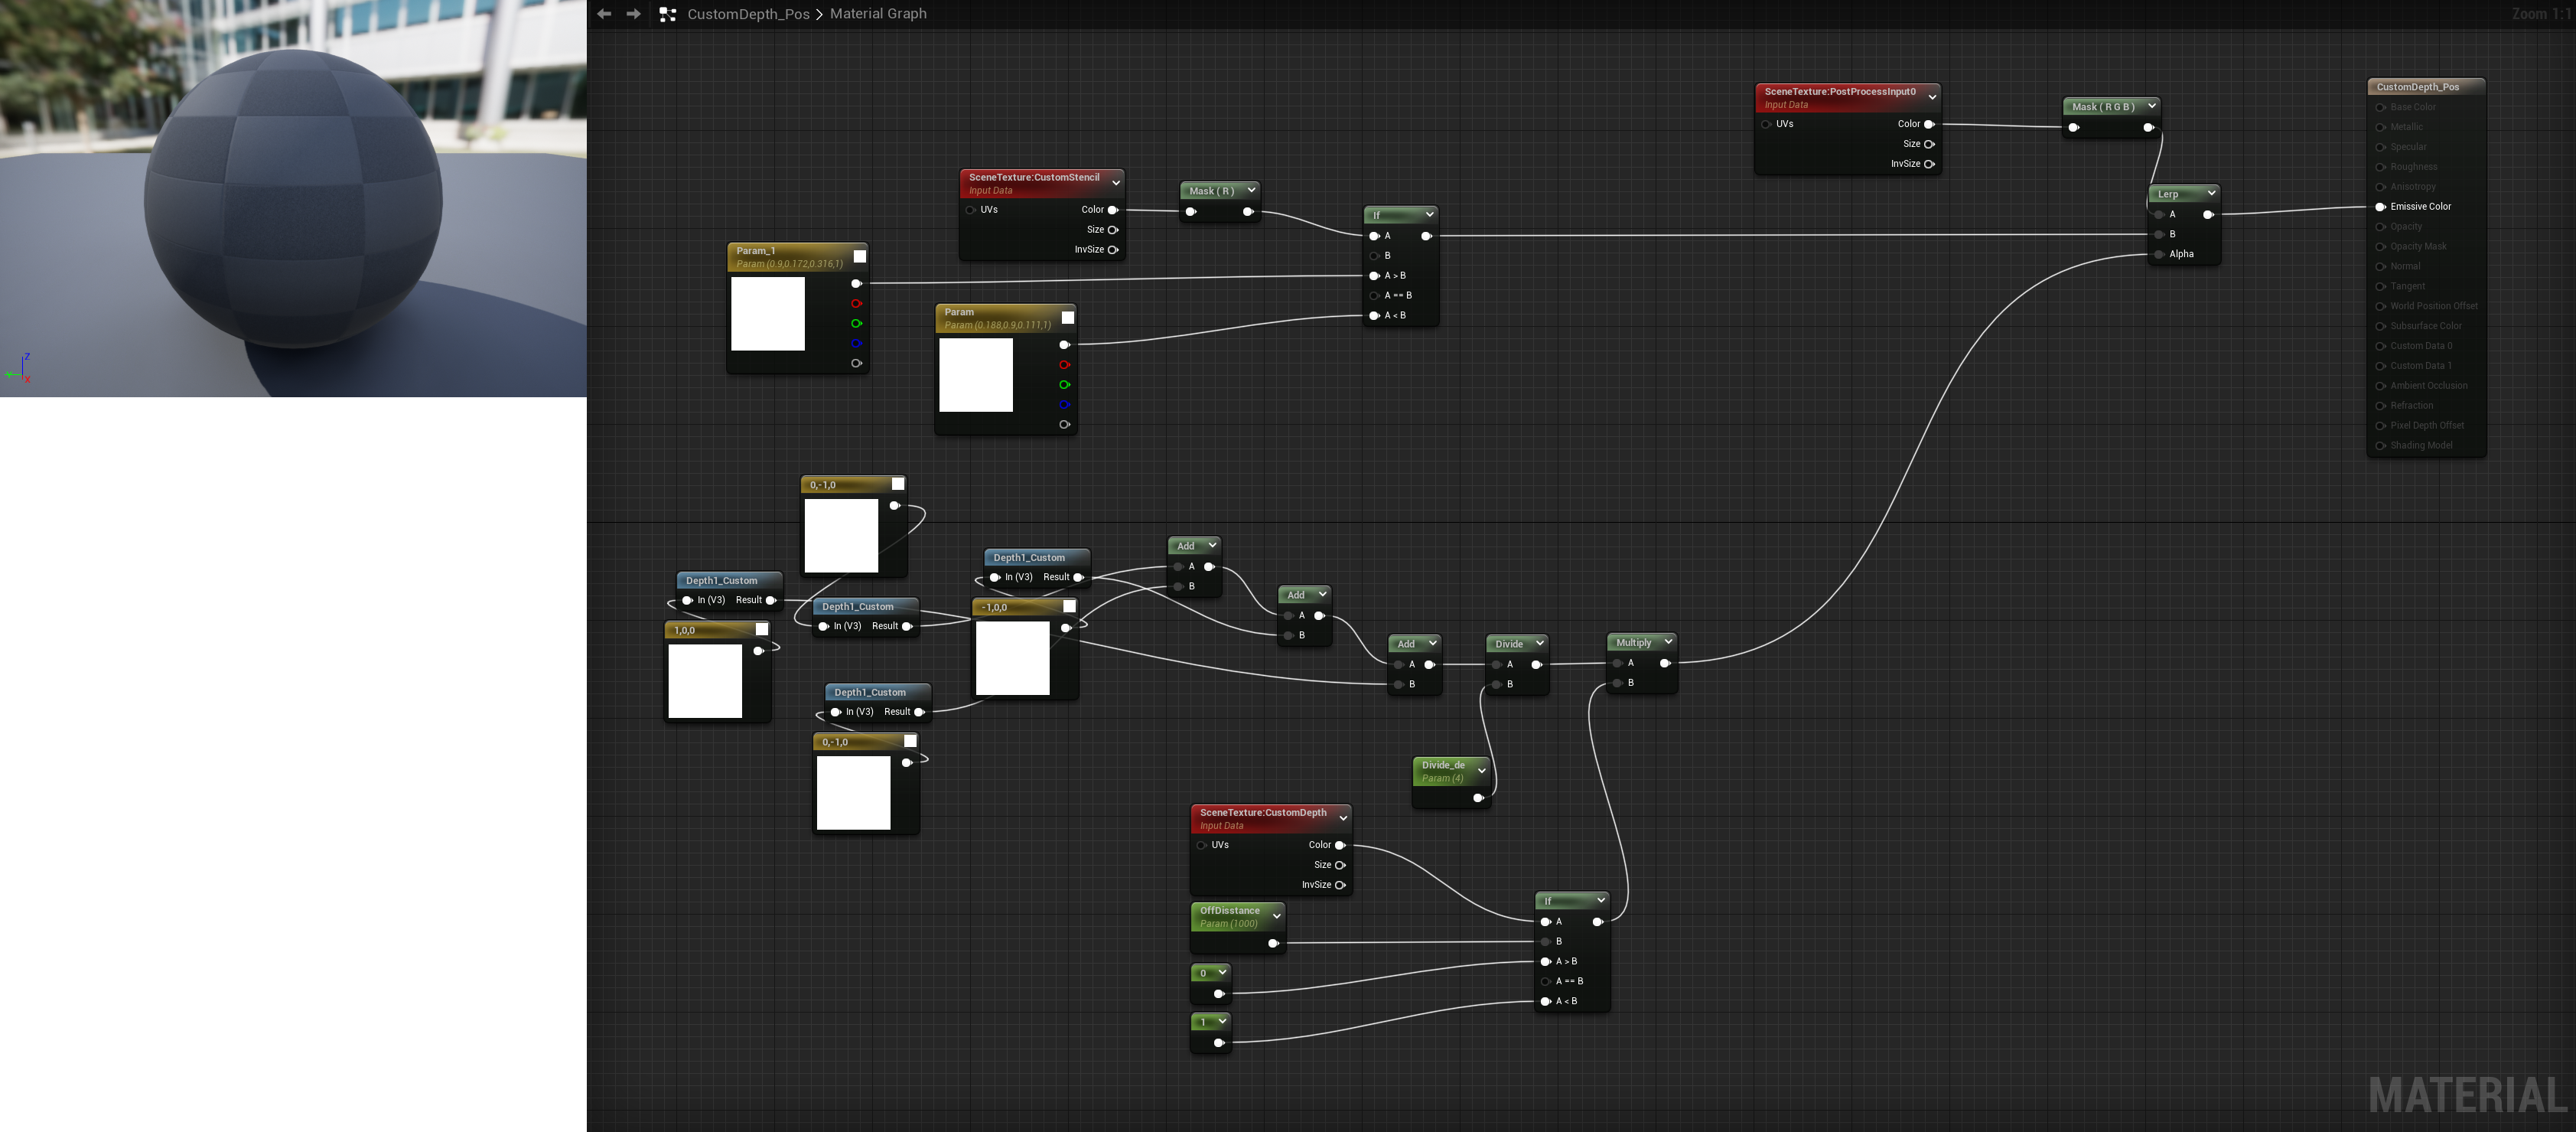 CustomDepth_Pos > Material Graph
Zoom 1:1
CustomDepth_Pos
Base Color
Metallic
Specular
Roughness
Anisotropy
Emissive Color
Opacity
Opacity Mask
Normal
Tangent
World Position Offset
Subsurface Color
Custom Data 0
Custom Data 1
Ambient Occlusion
Refraction
Pixel Depth Offset
Shading Model
SceneTexture:PostProcessInput0
Input Data
UVs Color
Size
InvSize
Mask ( R G B )
Lerp
A
B
Alpha
SceneTexture:CustomStencil
Input Data
UVs Color
Size
InvSize
Mask ( R )
If
A
B
A > B
A == B
A < B
Param_1
Param (0.9,0.172,0.316,1)
Param
Param (0.188,0.9,0.111,1)
Z
Y
X
0,-1,0
Depth1_Custom
In (V3) Result
1,0,0
Depth1_Custom
In (V3) Result
Depth1_Custom
In (V3) Result
-1,0,0
Depth1_Custom
In (V3) Result
0,-1,0
Add
A
B
Add
A
B
Add
A
B
Divide
A
B
Multiply
A
B
Divide_de
Param (4)
SceneTexture:CustomDepth
Input Data
UVs Color
Size
InvSize
OffDisstance
Param (1000)
0
1
If
A
B
A > B
A == B
A < B
MATERIAL